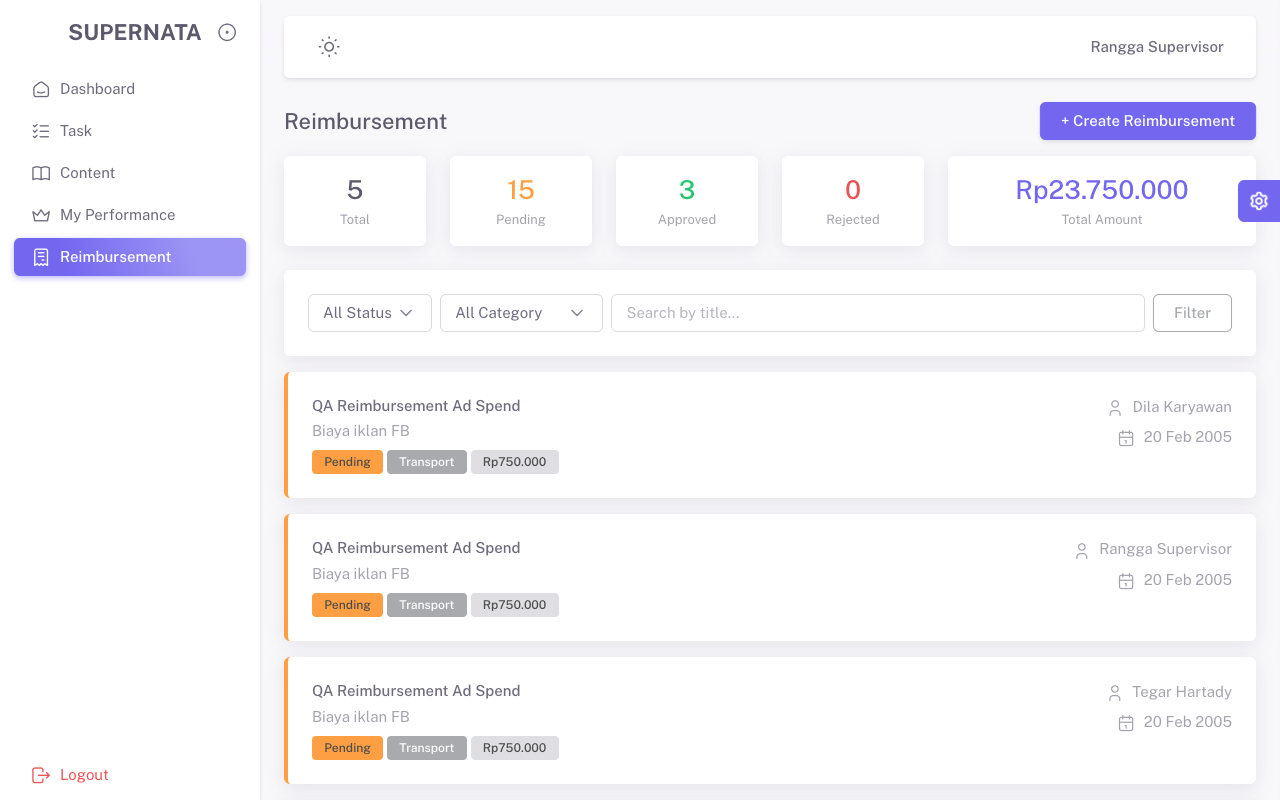 SUPERNATA
Dashboard
Task
Content
My Performance
Reimbursement
Logout
Rangga Supervisor
Reimbursement
+ Create Reimbursement
5
Total
15
Pending
3
Approved
0
Rejected
Rp23.750.000
Total Amount
All Status
All Category
Search by title...
Filter
QA Reimbursement Ad Spend
Biaya iklan FB
Pending Transport Rp750.000
Dila Karyawan
20 Feb 2005
QA Reimbursement Ad Spend
Biaya iklan FB
Pending Transport Rp750.000
Rangga Supervisor
20 Feb 2005
QA Reimbursement Ad Spend
Biaya iklan FB
Pending Transport Rp750.000
Tegar Hartady
20 Feb 2005